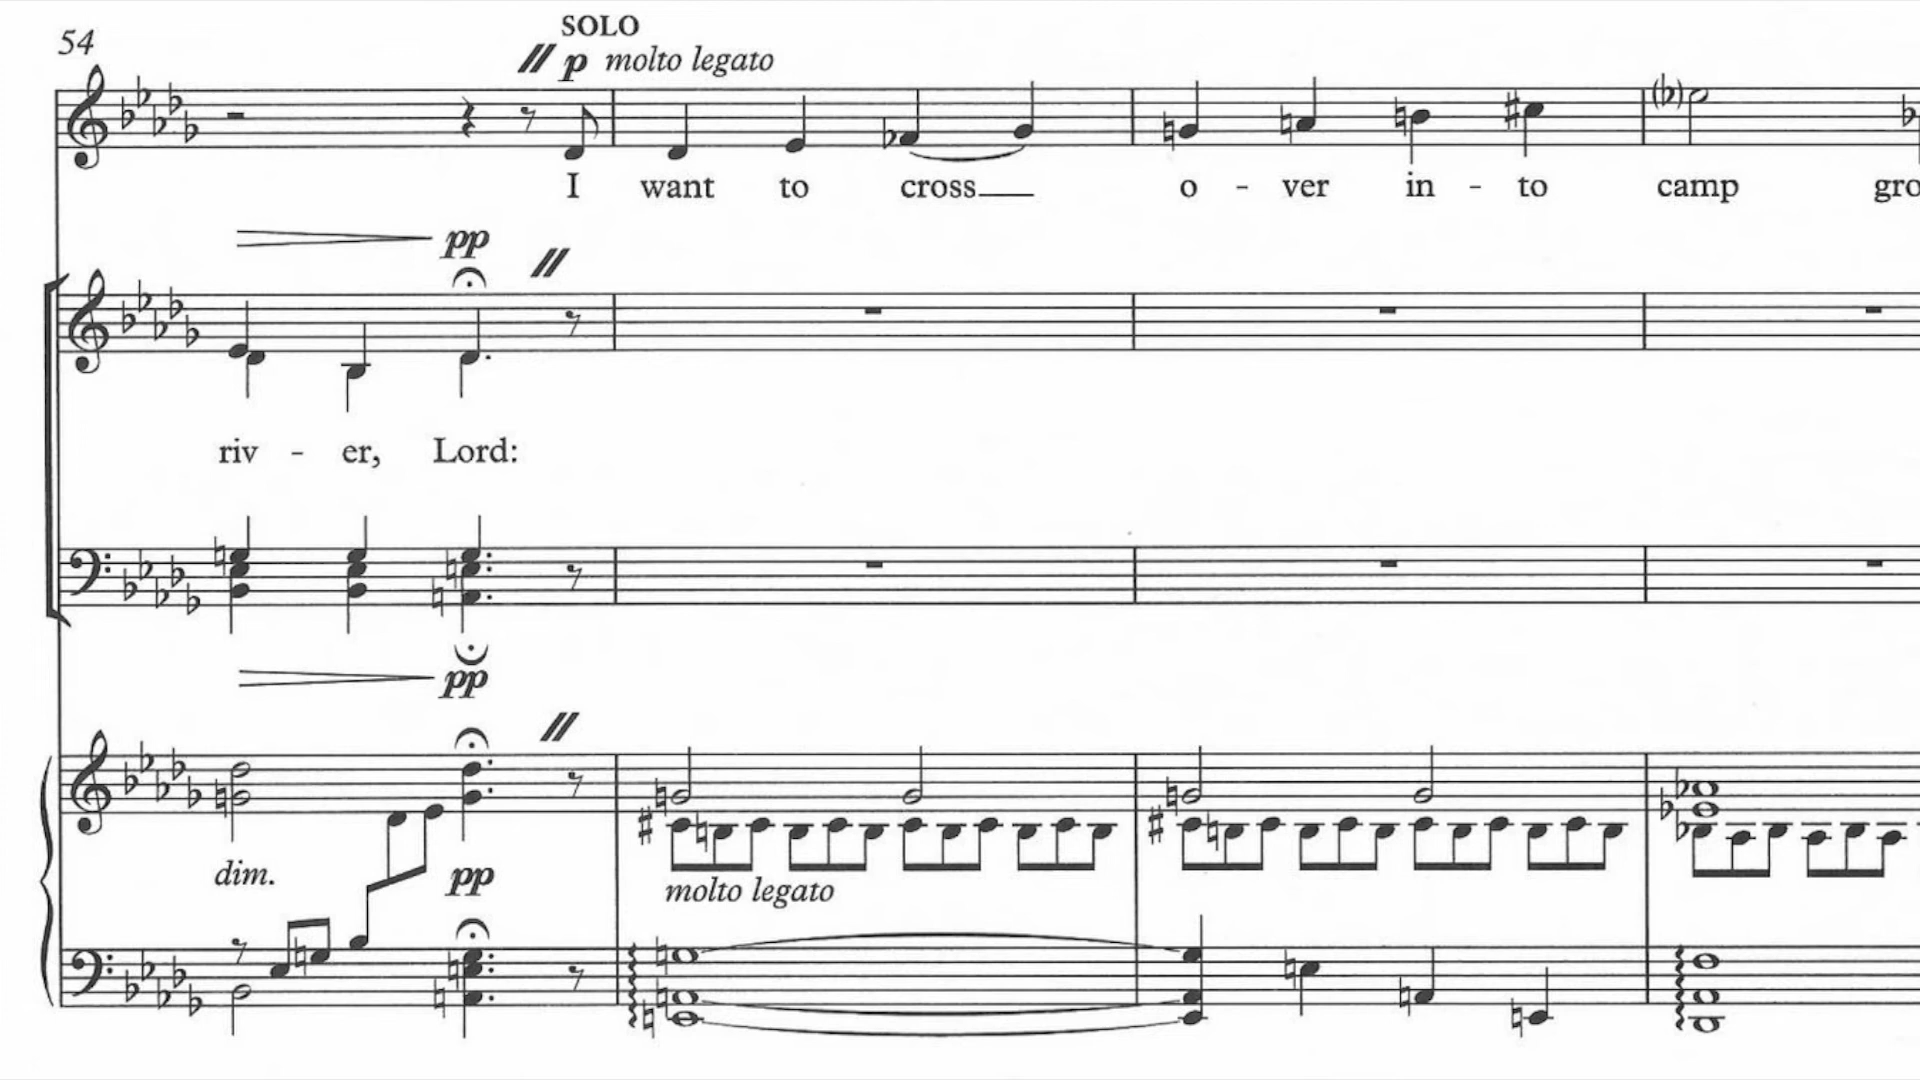 54
SOLO
p molto legato
I want to cross o - ver in - to camp
pp
riv - er, Lord:
pp
dim. pp
molto legato